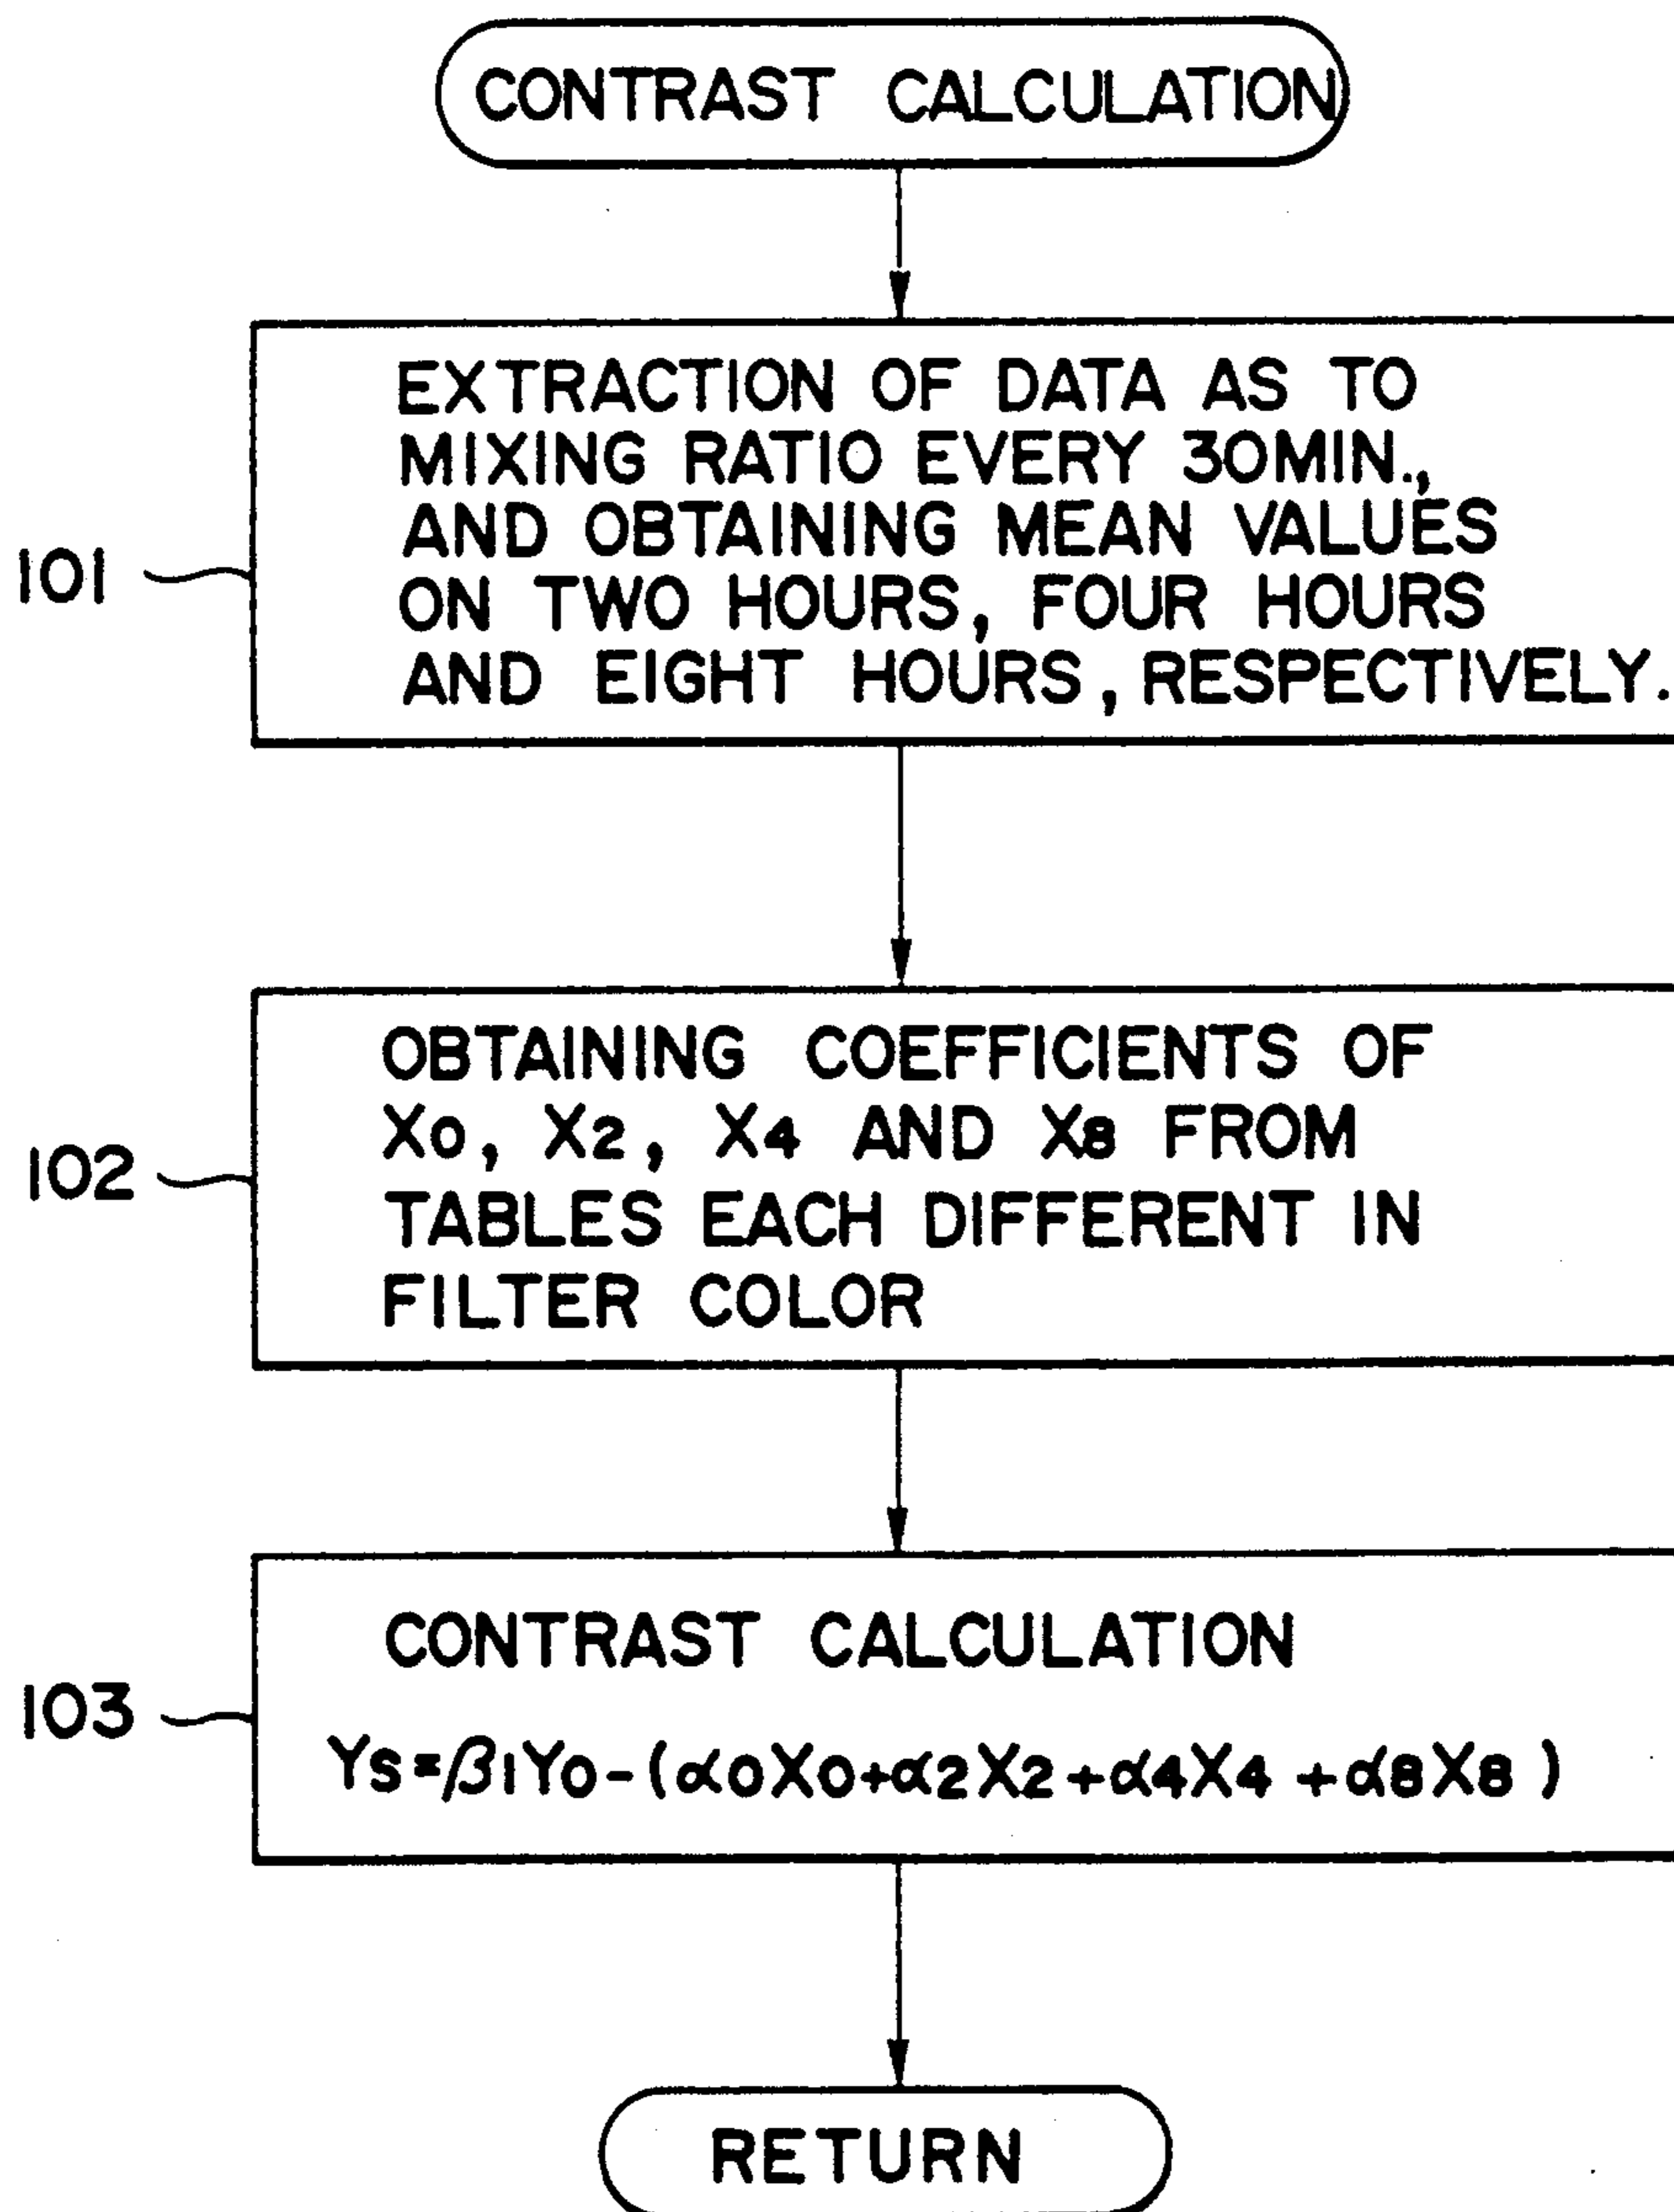 CONTRAST CALCULATION
EXTRACTION OF DATA AS TO
MIXING RATIO EVERY 30MIN.,
AND OBTAINING MEAN VALUES
ON TWO HOURS, FOUR HOURS
AND EIGHT HOURS, RESPECTIVELY.
101
OBTAINING COEFFICIENTS OF
X0, X2, X4 AND X8 FROM
TABLES EACH DIFFERENT IN
FILTER COLOR
102
CONTRAST CALCULATION
Ys=β1Y0-(α0X0+α2X2+α4X4+α8X8)
103
RETURN